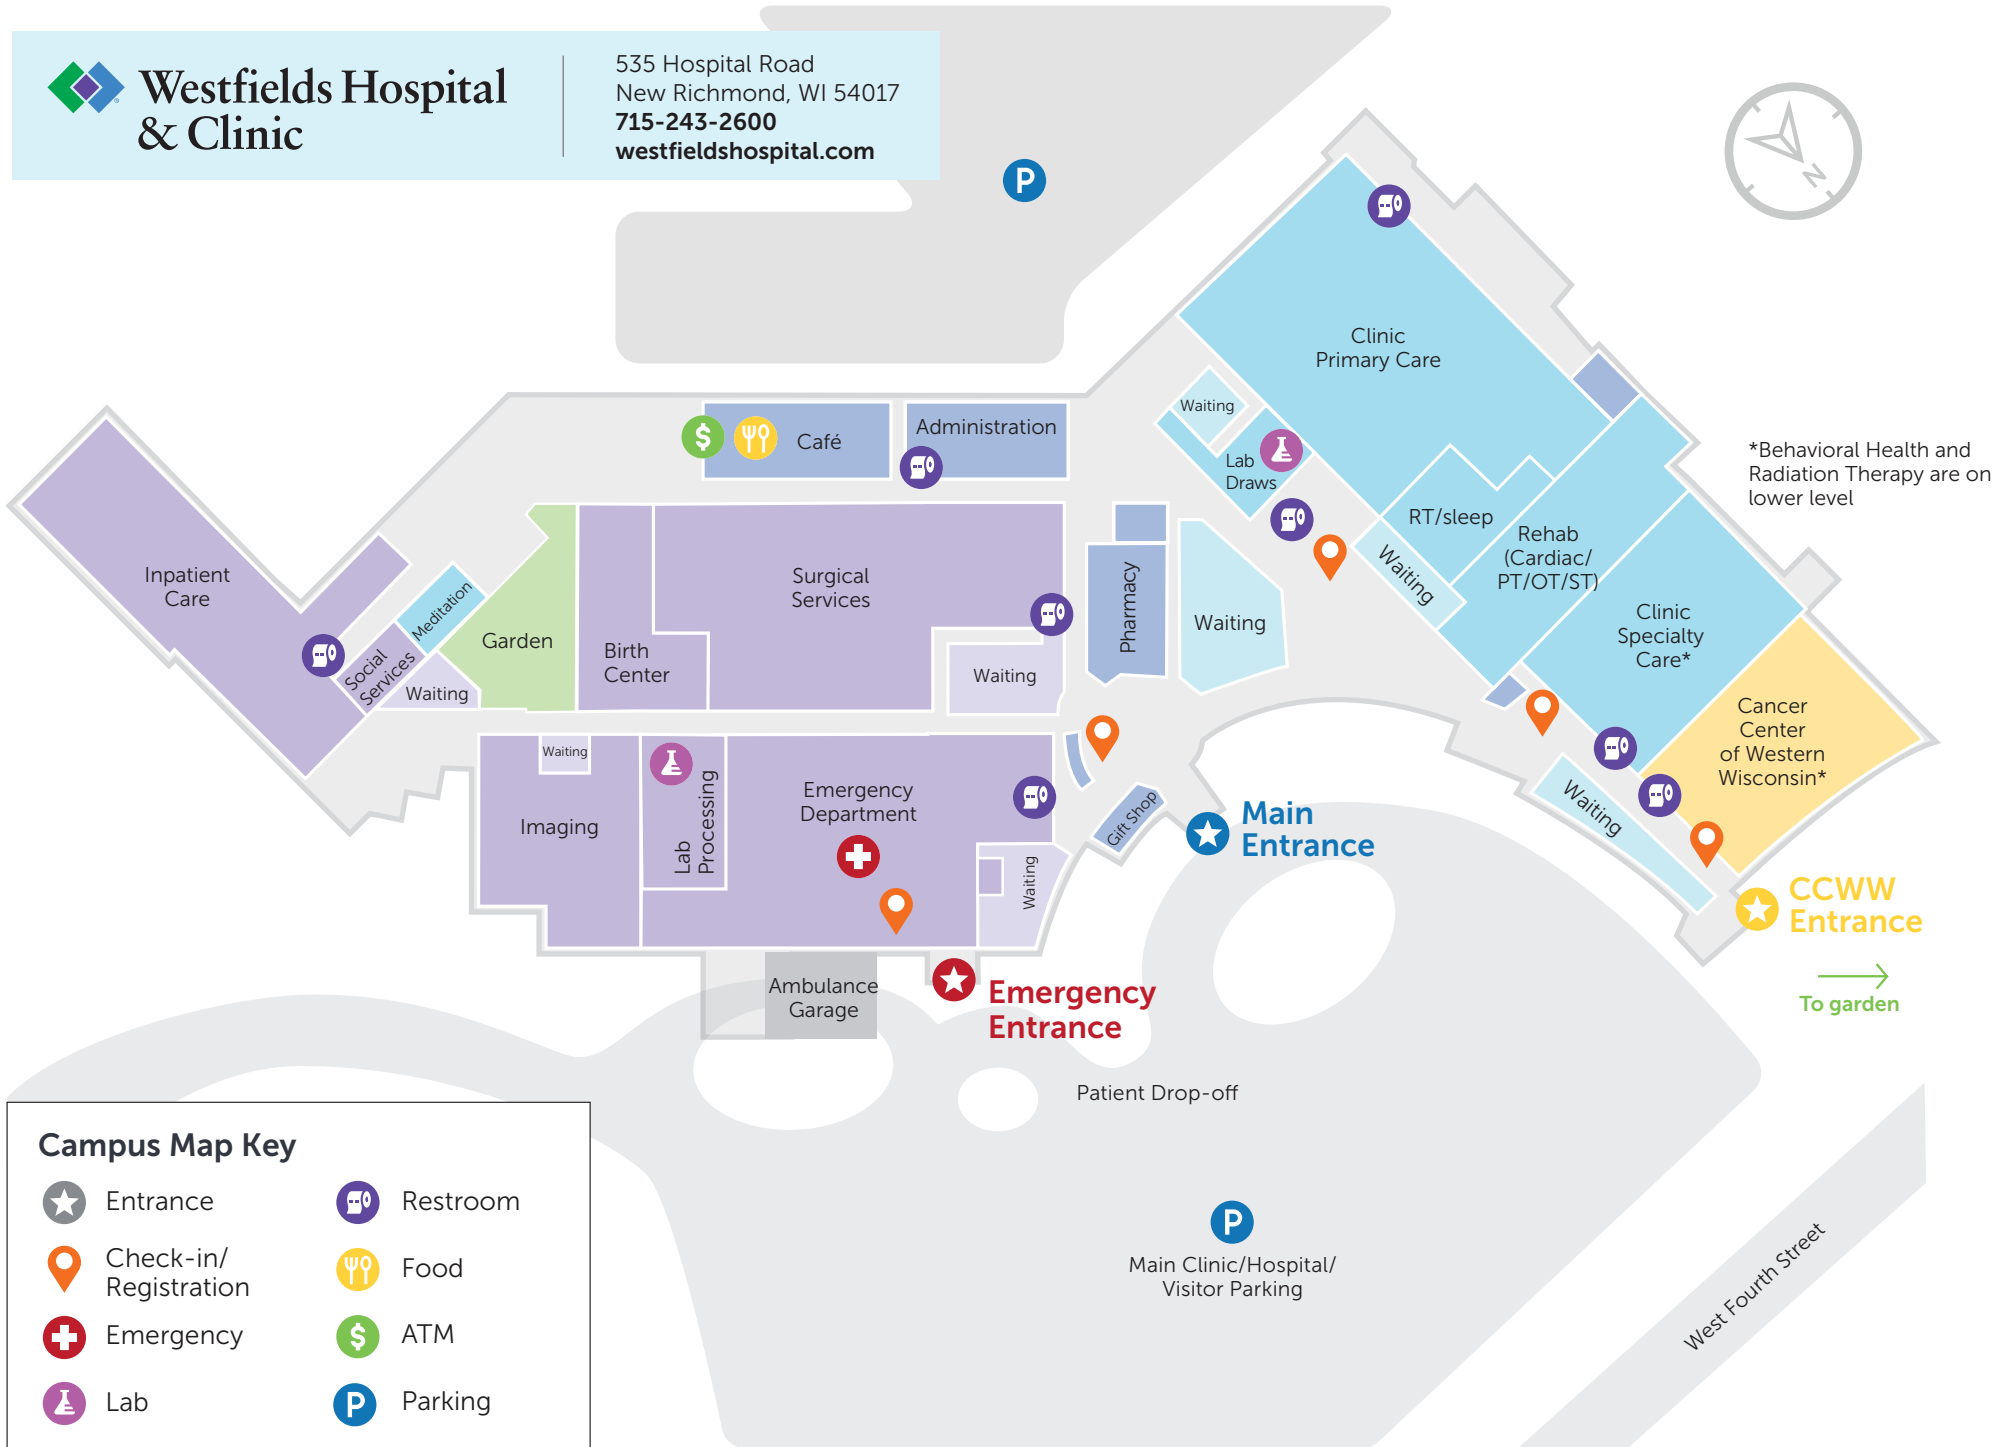 Westfields Hospital
& Clinic
535 Hospital Road
New Richmond, WI 54017
715-243-2600
westfieldshospital.com
P
N
Clinic
Primary Care
Waiting
Lab
Draws
Café
Administration
*Behavioral Health and
Radiation Therapy are on
lower level
RT/sleep
Rehab
(Cardiac/
PT/OT/ST)
Waiting
Inpatient
Care
Meditation
Social
Services
Waiting
Garden
Birth
Center
Surgical
Services
Waiting
Pharmacy
Waiting
Clinic
Specialty
Care*
Cancer
Center
of Western
Wisconsin*
Waiting
Waiting
Imaging
Lab
Processing
Emergency
Department
Waiting
Gift Shop
Main
Entrance
CCWW
Entrance
To garden
Ambulance
Garage
Emergency
Entrance
Patient Drop-off
P
Main Clinic/Hospital/
Visitor Parking
West Fourth Street
Campus Map Key
Entrance
Restroom
Check-in/
Registration
Food
Emergency
$ ATM
Lab
P Parking
$